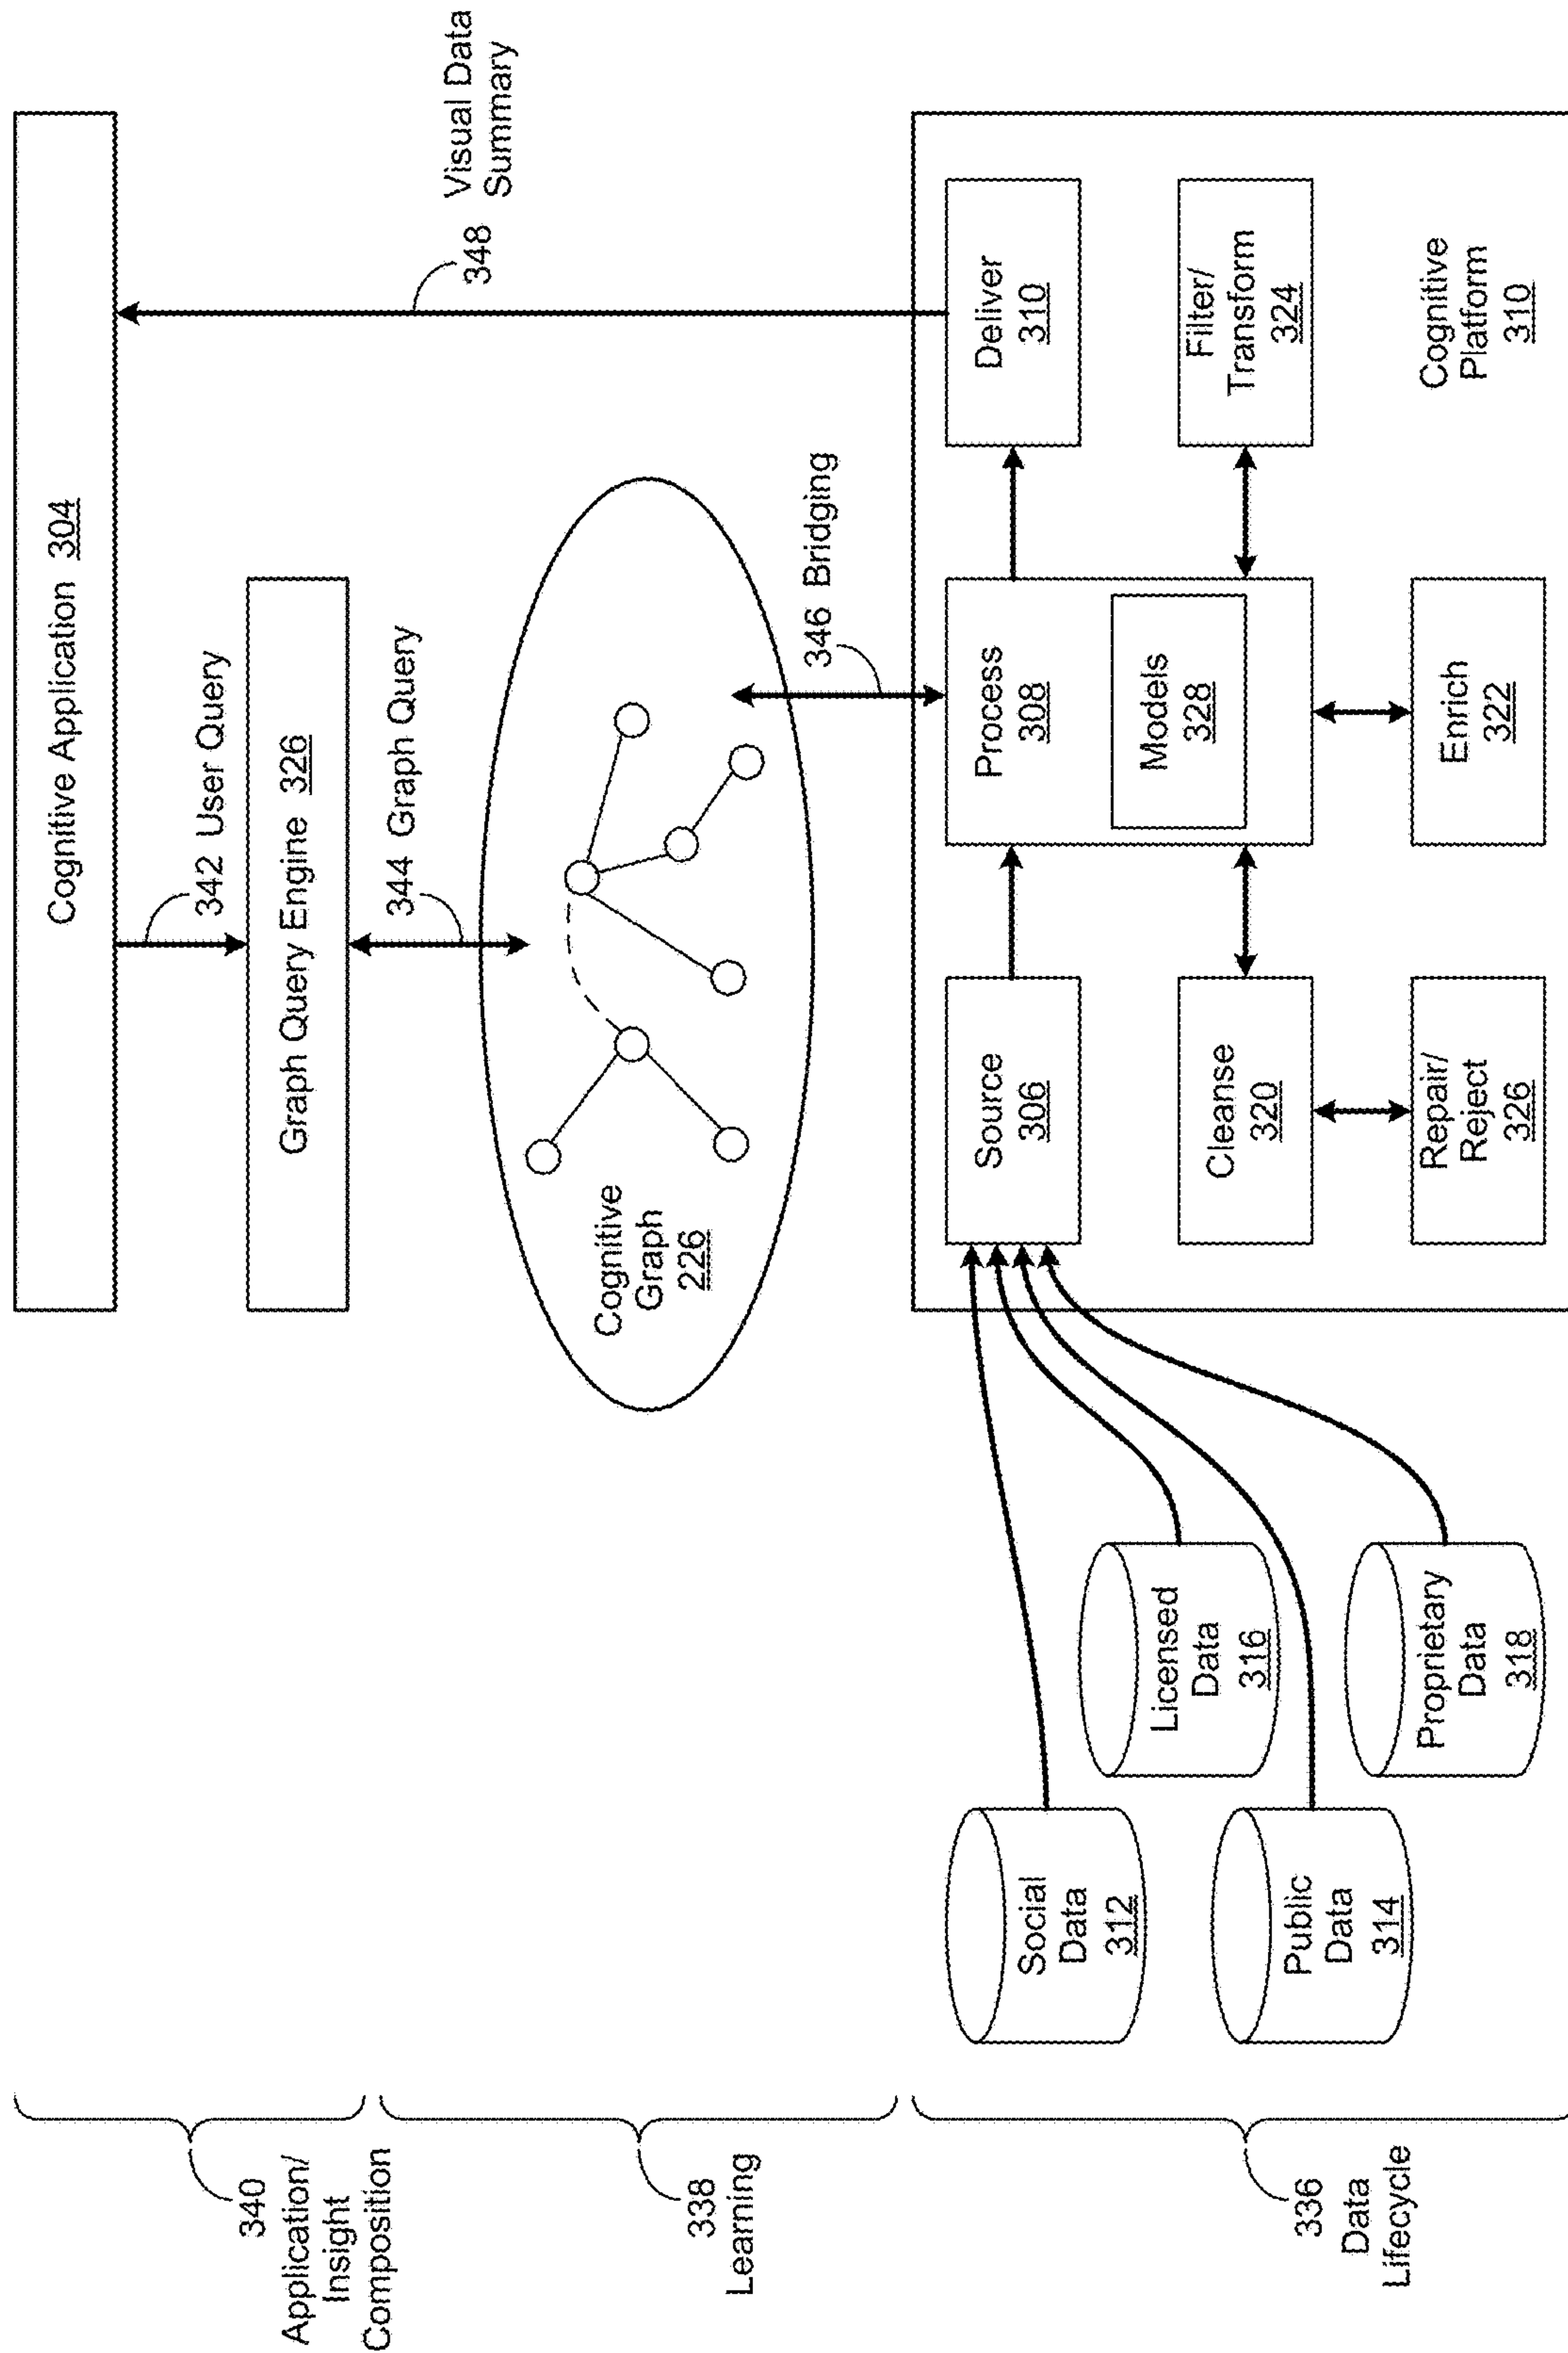 Cognitive Application 304
342 User Query
Graph Query Engine 326
344 Graph Query
348
Visual Data
Summary
Cognitive
Graph
226
346 Bridging
Source
306
Process
308
Models
328
Deliver
310
Cleanse
320
Filter/
Transform
324
Repair/
Reject
326
Enrich
322
Cognitive
Platform
310
Social
Data
312
Licensed
Data
316
Public
Data
314
Proprietary
Data
318
340
Application/
Insight
Composition
338
Learning
336
Data
Lifecycle